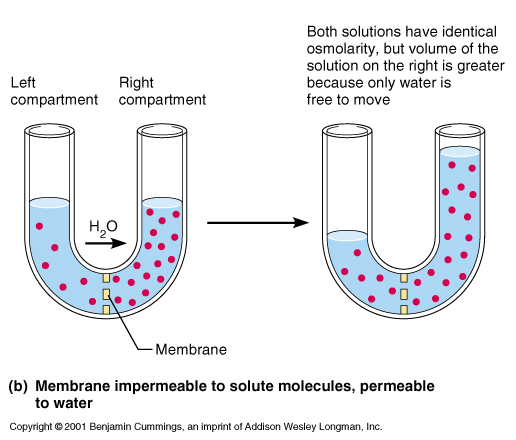 Both solutions have identical
osmolarity, but volume of the
solution on the right is greater
because only water is
free to move
Left
compartment
Right
compartment
H2O
Membrane
(b) Membrane impermeable to solute molecules, permeable
to water
Copyright © 2001 Benjamin Cummings, an imprint of Addison Wesley Longman, Inc.